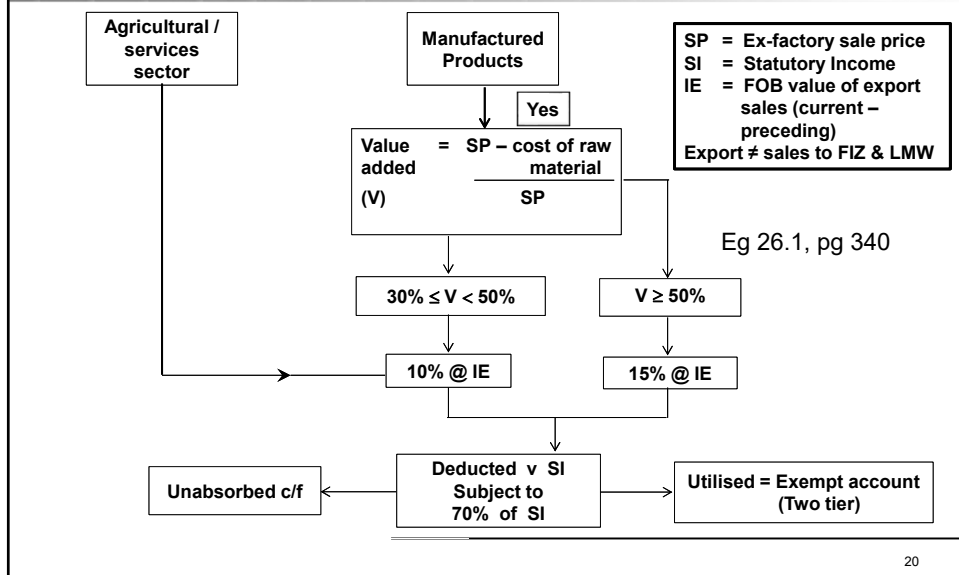 Agricultural /
services
sector
Manufactured
Products
SP = Ex-factory sale price
SI = Statutory Income
IE = FOB value of export
sales (current –
preceding)
Export ≠ sales to FIZ & LMW
Yes
Value = SP – cost of raw
added material
(V) SP
Eg 26.1, pg 340
30% ≤ V < 50%
V ≥ 50%
10% @ IE
15% @ IE
Unabsorbed c/f
Deducted v SI
Subject to
70% of SI
Utilised = Exempt account
(Two tier)
20